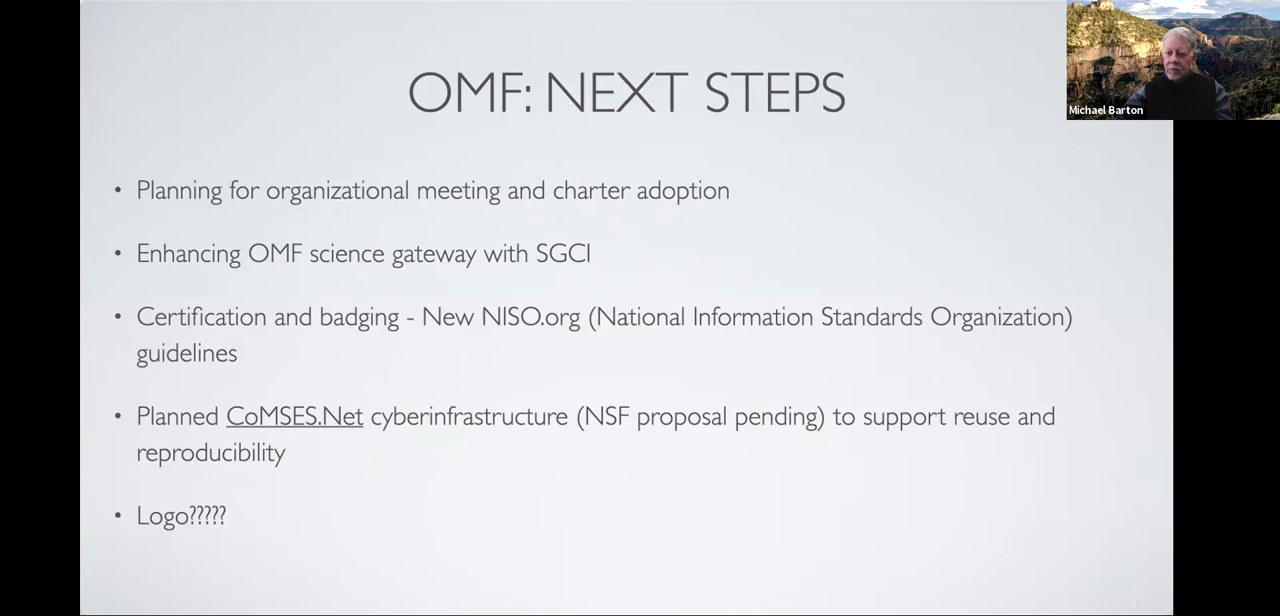 OMF: NEXT STEPS
Michael Barton
• Planning for organizational meeting and charter adoption
• Enhancing OMF science gateway with SGCI
• Certification and badging - New NISO.org (National Information Standards Organization)
guidelines
• Planned CoMSES.Net cyberinfrastructure (NSF proposal pending) to support reuse and
reproducibility
• Logo?????